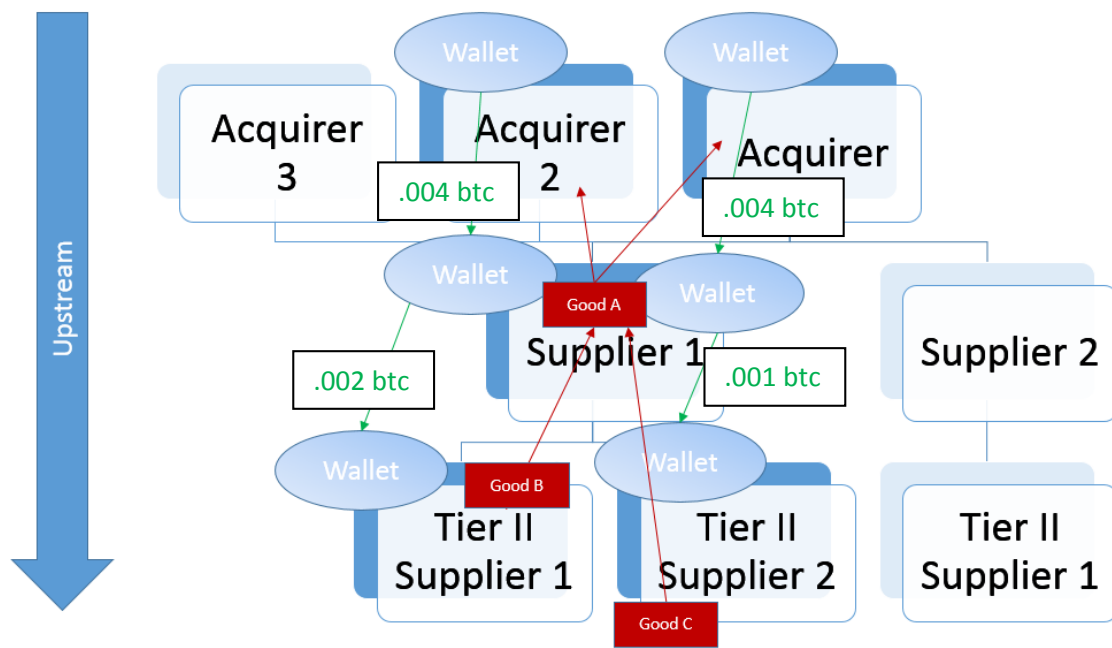 Wallet
Wallet
Acquirer
3
Acquirer
2
Acquirer
.004 btc
.004 btc
Upstream
Wallet
Wallet
Good A
Supplier 1
Supplier 2
.002 btc
.001 btc
Wallet
Wallet
Good B
Tier II
Supplier 1
Tier II
Supplier 2
Tier II
Supplier 1
Good C